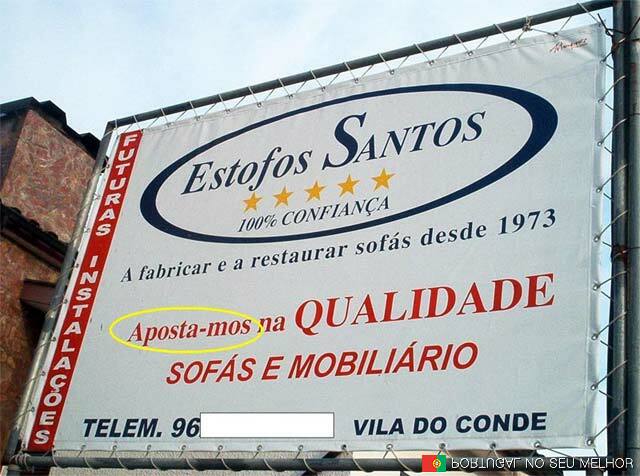 FUTURAS INSTALAÇÕES
Estofos SANTOS
100% CONFIANÇA
A fabricar e a restaurar sofás desde 1973
Aposta-mos na QUALIDADE
SOFÁS E MOBILIÁRIO
TELEM. 96
VILA DO CONDE
PORTUGAL NO SEU MELHOR